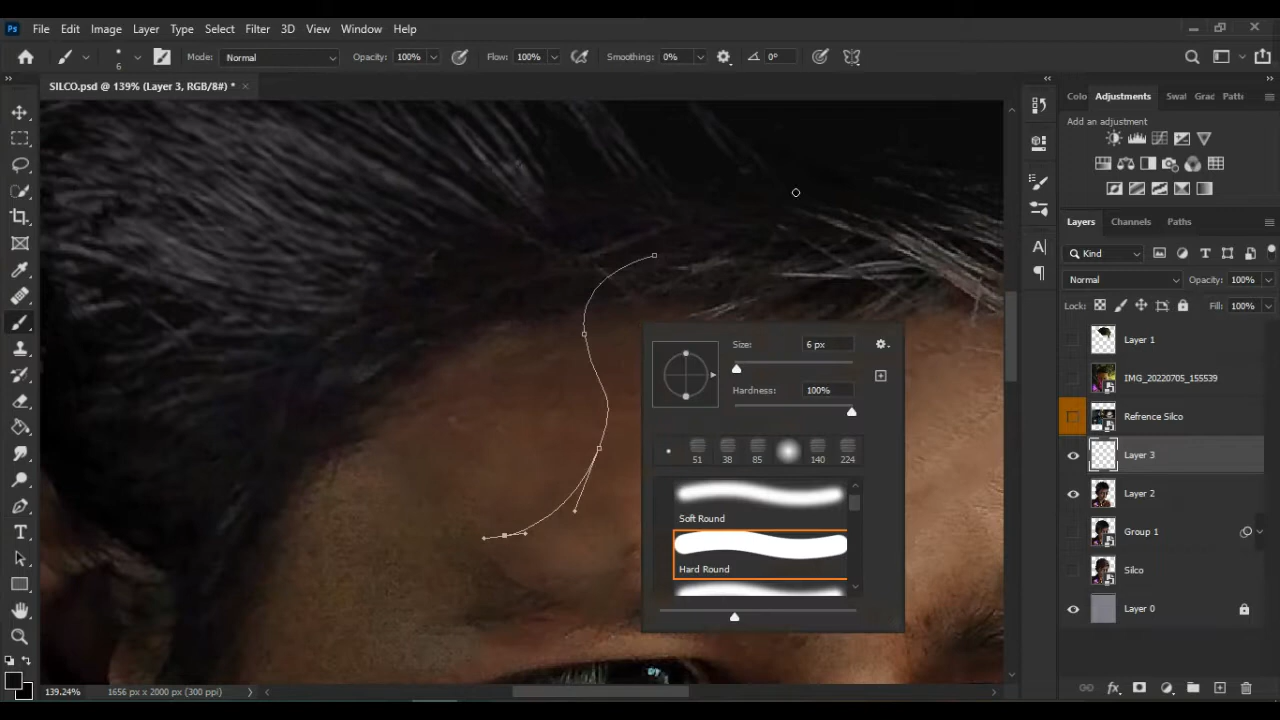 Ps File Edit Image Layer Type Select Filter 3D View Window Help
6 Mode: Normal Opacity: 100% Flow: 100% Smoothing: 0% 0°
SILCO.psd @ 139% (Layer 3, RGB/8#) * ×
Colo Adjustments Swat Grac Patte
Add an adjustment
Layers Channels Paths
Kind
Normal Opacity: 100%
Lock: Fill: 100%
Layer 1
IMG_20220705_155539
Refrence Silco
Layer 3
Layer 2
Group 1
Silco
Layer 0
Size: 6 px
Hardness: 100%
51 38 85 140 224
Soft Round
Hard Round
139.24% 1656 px x 2000 px (300 ppi)